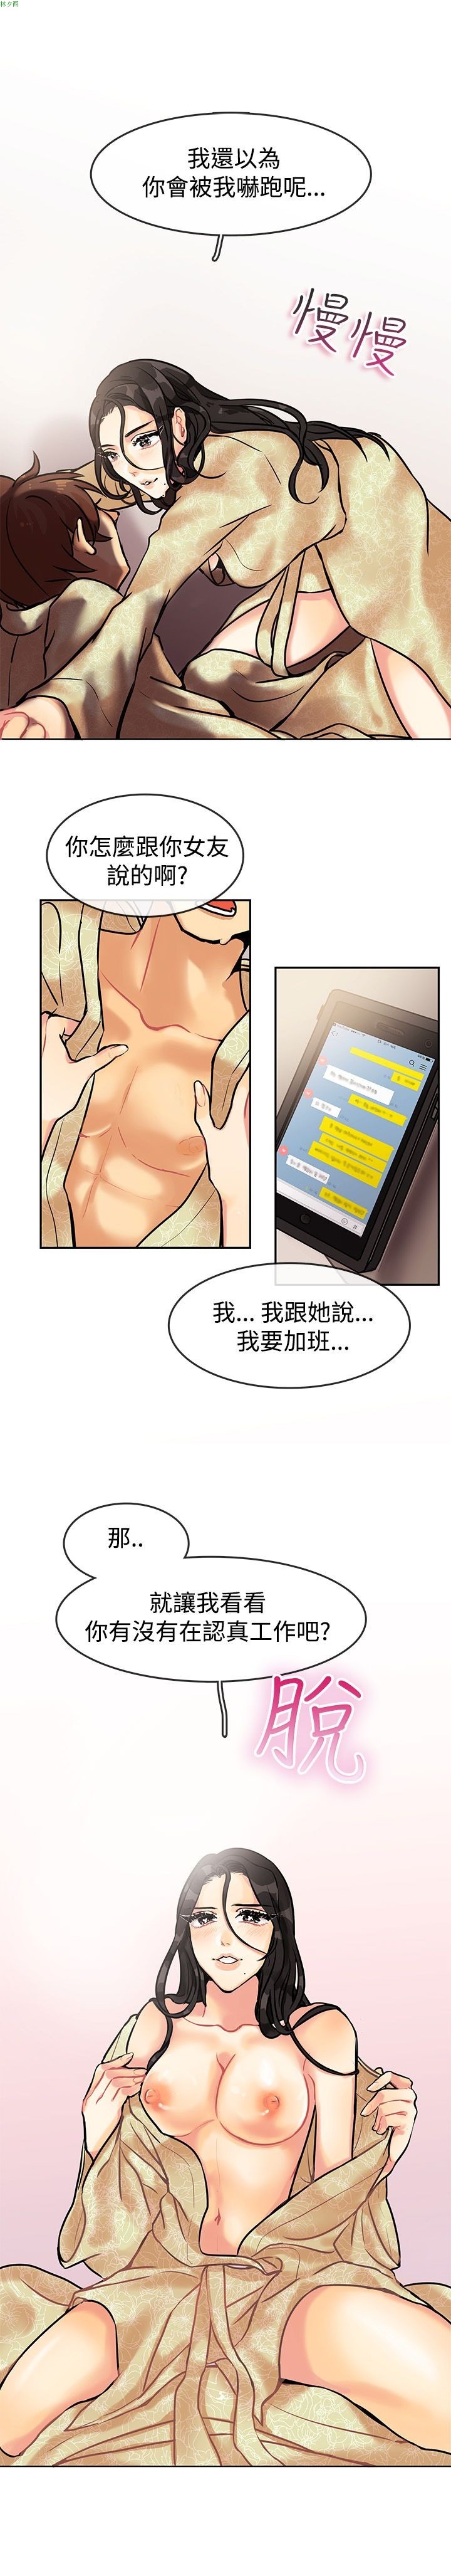 我還以為
你會被我嚇跑呢...
慢慢
你怎麼跟你女友
說的啊?
我... 我跟她說...
我要加班...
那..
就讓我看看
你有沒有在認真工作吧?
脫